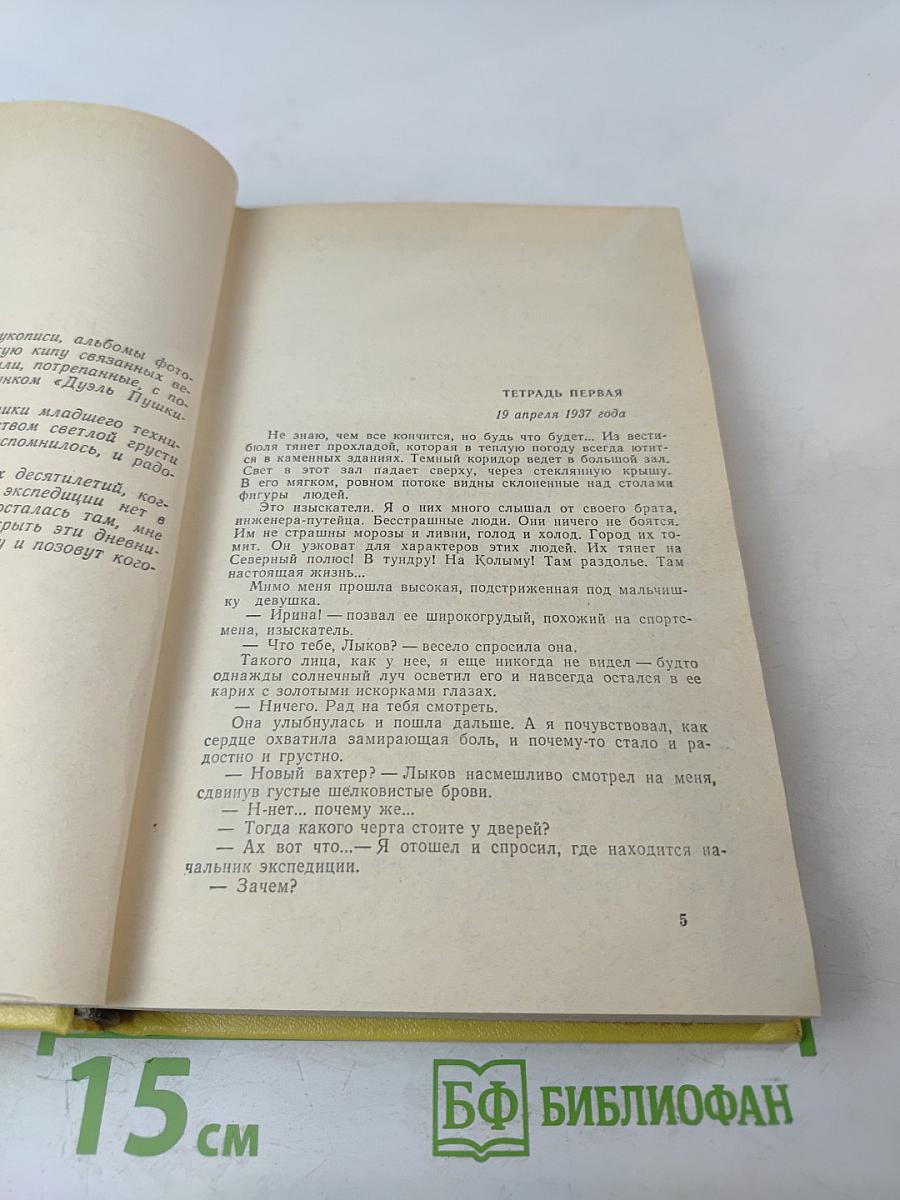 укописи, альбомы фото-
ую кипу связанных ве-
ли, потрепанные, с по-
нком «Дуэль Пушки-
ики младшего техни-
ством светлой грусти
спомнилось, и радо-
х десятилетий, ког-
экспедиции нет в
осталась там, мне
рыть эти дневни-
у и позовут кого-
ТЕТРАДЬ ПЕРВАЯ
19 апреля 1937 года
Не знаю, чем все кончится, но будь что будет... Из вести-
бюля тянет прохладой, которая в теплую погоду всегда ютит-
ся в каменных зданиях. Темный коридор ведет в большой зал.
Свет в этот зал падает сверху, через стеклянную крышу.
В его мягком, ровном потоке видны склоненные над столами
фигуры людей.
Это изыскатели. Я о них много слышал от своего брата,
инженера-путейца. Бесстрашные люди. Они ничего не боятся.
Им не страшны морозы и ливни, голод и холод. Город их то-
мит. Он узковат для характеров этих людей. Их тянет на
Северный полюс! В тундру! На Колыму! Там раздолье. Там
настоящая жизнь...
Мимо меня прошла высокая, подстриженная под мальчиш-
ку девушка.
— Ирина! — позвал ее широкогрудый, похожий на спортс-
мена, изыскатель.
— Что тебе, Лыков? — весело спросила она.
Такого лица, как у нее, я еще никогда не видел — будто
однажды солнечный луч осветил его и навсегда остался в ее
карих с золотыми искорками глазах.
— Ничего. Рад на тебя смотреть.
Она улыбнулась и пошла дальше. А я почувствовал, как
сердце охватила замирающая боль, и почему-то стало и ра-
достно и грустно.
— Новый вахтер? — Лыков насмешливо смотрел на меня,
сдвинув густые шелковистые брови.
— Н-нет... почему же...
— Тогда какого черта стоите у дверей?
— Ах вот что...— Я отошел и спросил, где находится на-
чальник экспедиции.
— Зачем?
5
15 см
БФ БИБЛИОФАН